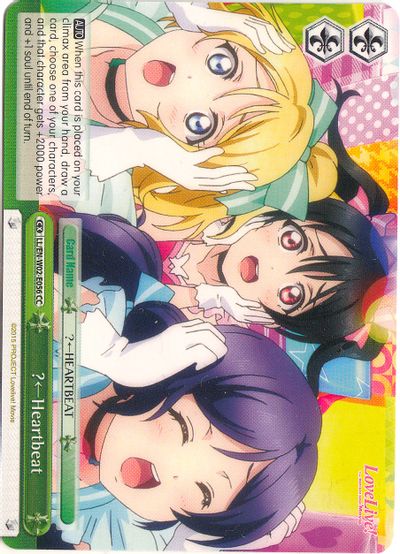 [AUTO] When this card is placed on your
climax area from your hand, draw a
card, choose one of your characters,
and that character gets +2000 power
and +1 soul until end of turn.
CX LL/EN-W02-E056 CC
Card Name
?←HEARTBEAT
?←Heartbeat
©2015 PROJECT Lovelive! Movie
LoveLive!